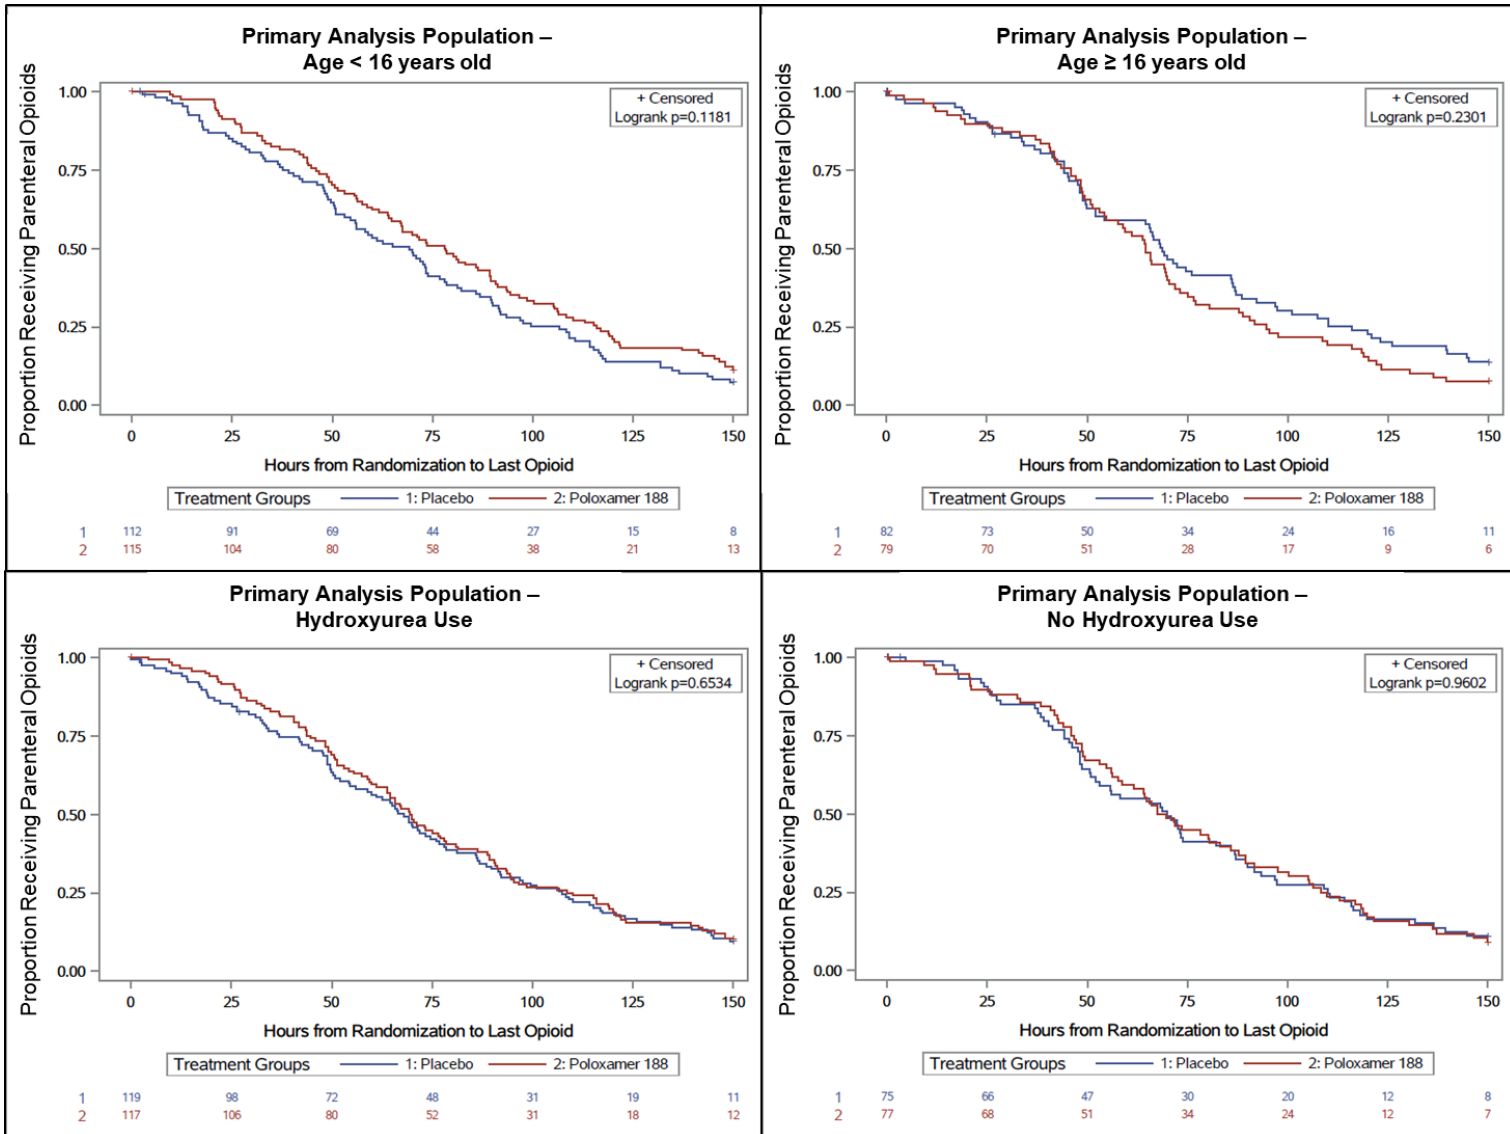 Primary Analysis Population –
Age < 16 years old
Proportion Receiving Parenteral Opioids
1.00
0.75
0.50
0.25
0.00
+ Censored
Logrank p=0.1181
0 25 50 75 100 125 150
Hours from Randomization to Last Opioid
Treatment Groups 1: Placebo 2: Poloxamer 188
1 112 91 69 44 27 15 8
2 115 104 80 58 38 21 13
Primary Analysis Population –
Age ≥ 16 years old
Proportion Receiving Parenteral Opioids
1.00
0.75
0.50
0.25
0.00
+ Censored
Logrank p=0.2301
0 25 50 75 100 125 150
Hours from Randomization to Last Opioid
Treatment Groups 1: Placebo 2: Poloxamer 188
1 82 73 50 34 24 16 11
2 79 70 51 28 17 9 6
Primary Analysis Population –
Hydroxyurea Use
Proportion Receiving Parenteral Opioids
1.00
0.75
0.50
0.25
0.00
+ Censored
Logrank p=0.6534
0 25 50 75 100 125 150
Hours from Randomization to Last Opioid
Treatment Groups 1: Placebo 2: Poloxamer 188
1 119 98 72 48 31 19 11
2 117 106 80 52 31 18 12
Primary Analysis Population –
No Hydroxyurea Use
Proportion Receiving Parenteral Opioids
1.00
0.75
0.50
0.25
0.00
+ Censored
Logrank p=0.9602
0 25 50 75 100 125 150
Hours from Randomization to Last Opioid
Treatment Groups 1: Placebo 2: Poloxamer 188
1 75 66 47 30 20 12 8
2 77 68 51 34 24 12 7